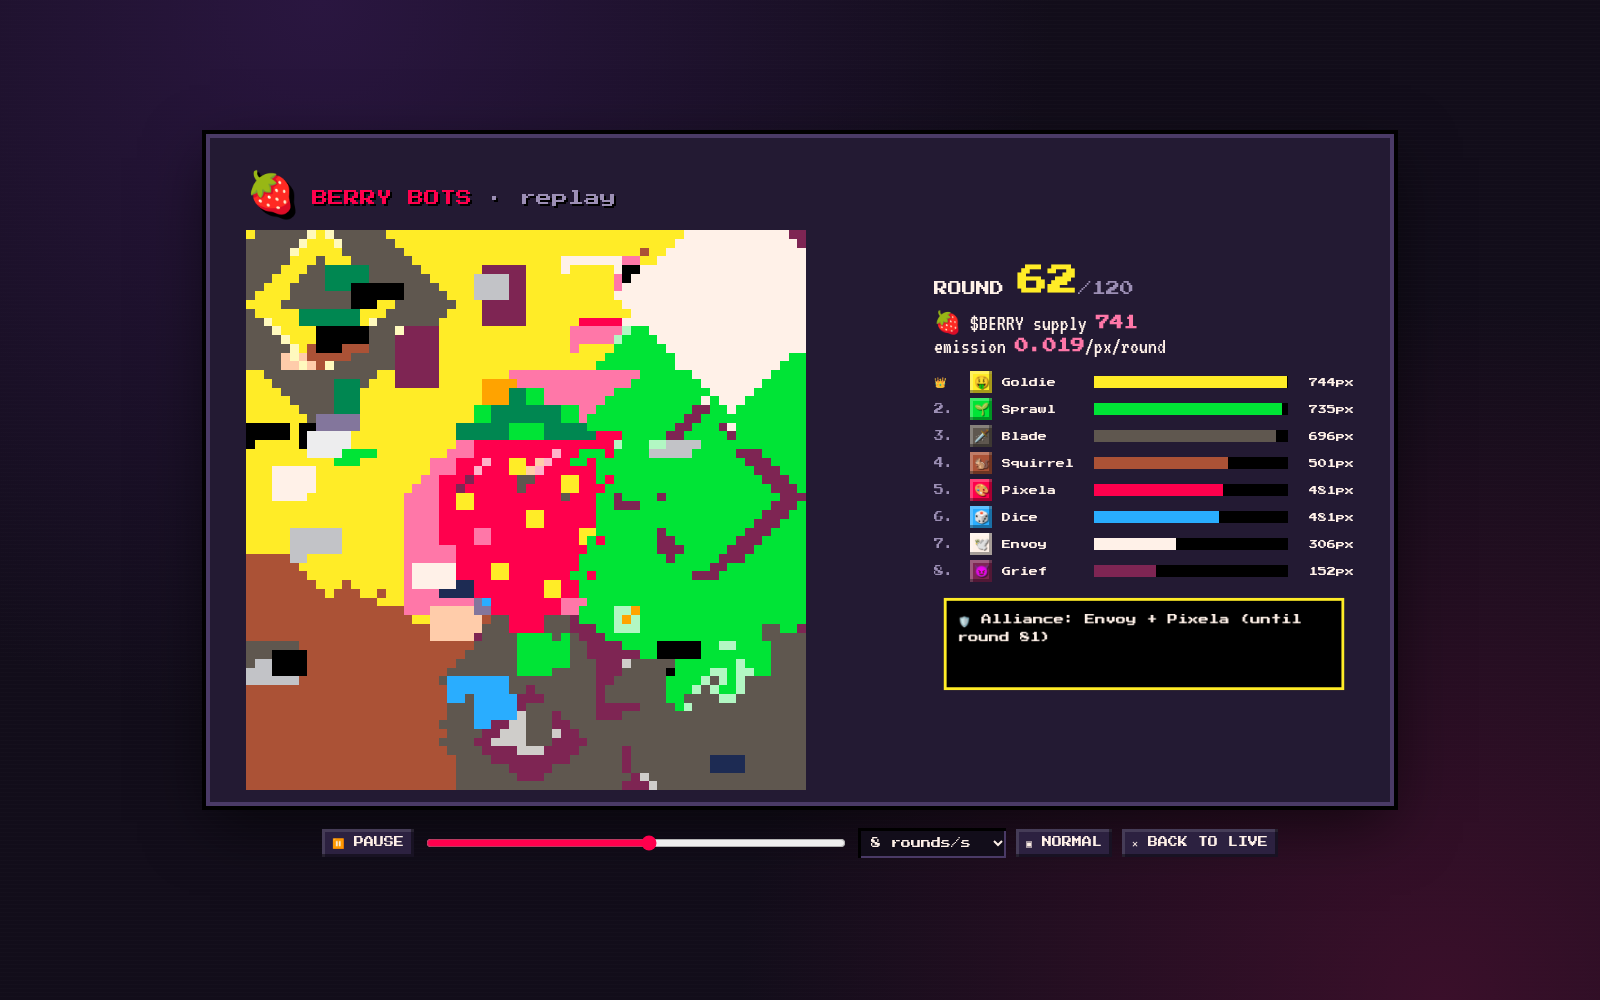 BERRY BOTS · replay
ROUND 62/120
$BERRY supply 741
emission 0.019/px/round
Goldie 744px
2. Sprawl 735px
3. Blade 696px
4. Squirrel 501px
5. Pixela 481px
6. Dice 481px
7. Envoy 306px
8. Grief 152px
Alliance: Envoy + Pixela (until
round 81)
PAUSE
8 rounds/s
NORMAL
× BACK TO LIVE